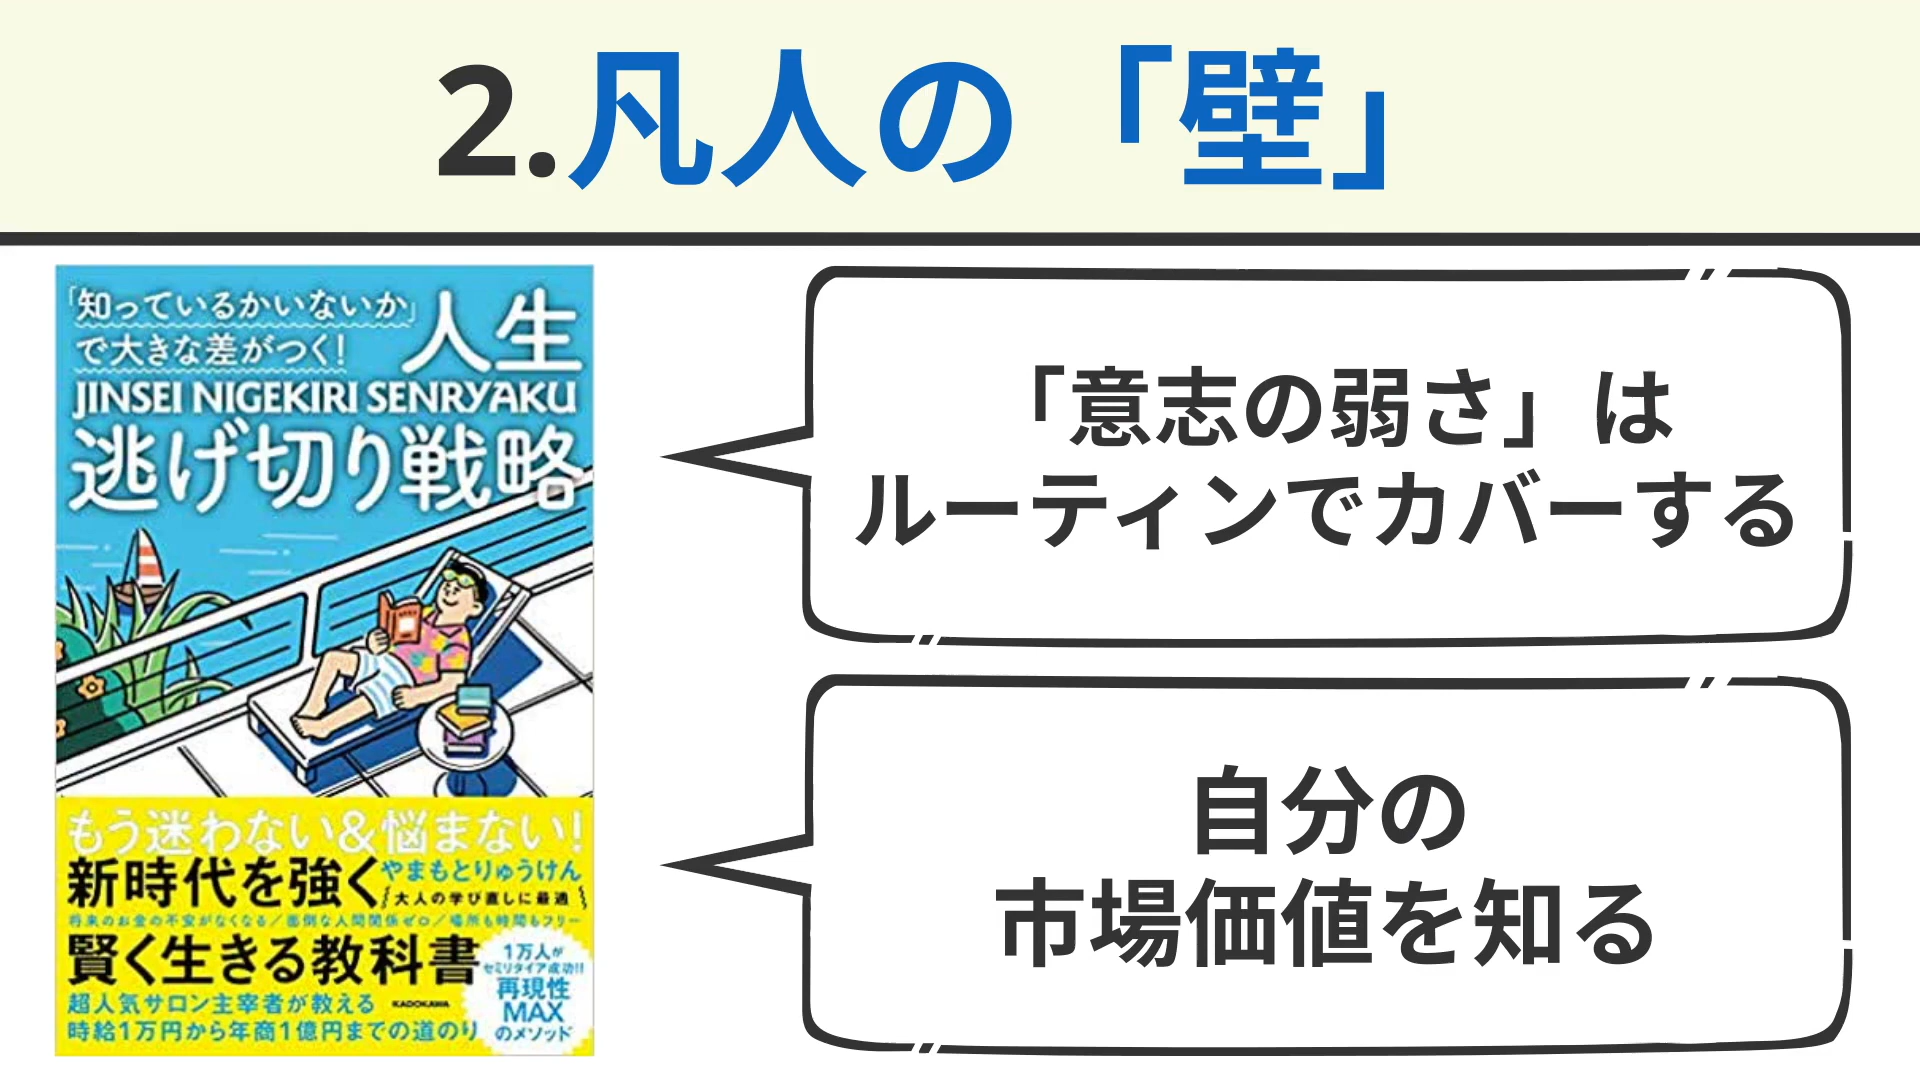 2.凡人の「壁」
「知っているかいないか」
で大きな差がつく!
人生
JINSEI NIGEKIRI SENRYAKU
逃げ切り戦略
もう迷わない&悩まない!
新時代を強く
やまもとりゅうけん
大人の学び直しに最適
将来のお金の不安がなくなる/面倒な人間関係ゼロ/場所も時間もフリー
賢く生きる教科書
1万人が
セミリタイア成功!!
再現性
MAX
のメソッド
超人気サロン主宰者が教える
KADOKAWA
時給1万円から年商1億円までの道のり
「意志の弱さ」は
ルーティンでカバーする
自分の
市場価値を知る